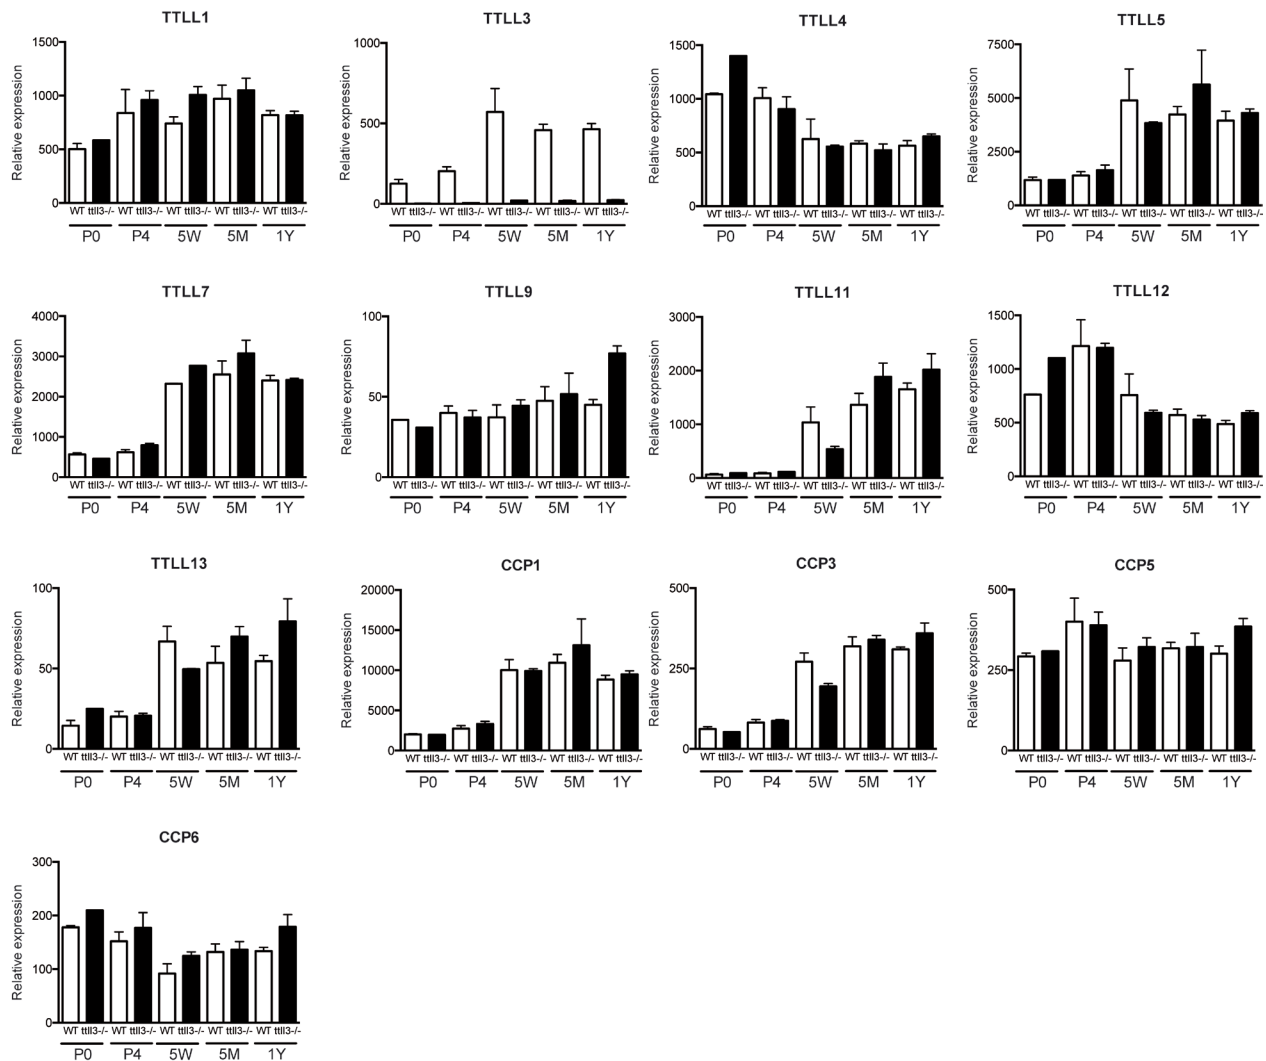 TTLL1
Relative expression
1500
1000
500
0
WT ttll3-/- WT ttll3-/- WT ttll3-/- WT ttll3-/- WT ttll3-/-
P0 P4 5W 5M 1Y
TTLL3
Relative expression
1000
500
0
WT ttll3-/- WT ttll3-/- WT ttll3-/- WT ttll3-/- WT ttll3-/-
P0 P4 5W 5M 1Y
TTLL4
Relative expression
1500
1000
500
0
WT ttll3-/- WT ttll3-/- WT ttll3-/- WT ttll3-/- WT ttll3-/-
P0 P4 5W 5M 1Y
TTLL5
Relative expression
7500
5000
2500
0
WT ttll3-/- WT ttll3-/- WT ttll3-/- WT ttll3-/- WT ttll3-/-
P0 P4 5W 5M 1Y
TTLL7
Relative expression
4000
3000
2000
1000
0
WT ttll3-/- WT ttll3-/- WT ttll3-/- WT ttll3-/- WT ttll3-/-
P0 P4 5W 5M 1Y
TTLL9
Relative expression
100
50
0
WT ttll3-/- WT ttll3-/- WT ttll3-/- WT ttll3-/- WT ttll3-/-
P0 P4 5W 5M 1Y
TTLL11
Relative expression
3000
2000
1000
0
WT ttll3-/- WT ttll3-/- WT ttll3-/- WT ttll3-/- WT ttll3-/-
P0 P4 5W 5M 1Y
TTLL12
Relative expression
1500
1000
500
0
WT ttll3-/- WT ttll3-/- WT ttll3-/- WT ttll3-/- WT ttll3-/-
P0 P4 5W 5M 1Y
TTLL13
Relative expression
100
50
0
WT ttll3-/- WT ttll3-/- WT ttll3-/- WT ttll3-/- WT ttll3-/-
P0 P4 5W 5M 1Y
CCP1
Relative expression
20000
15000
10000
5000
0
WT ttll3-/- WT ttll3-/- WT ttll3-/- WT ttll3-/- WT ttll3-/-
P0 P4 5W 5M 1Y
CCP3
Relative expression
500
250
0
WT ttll3-/- WT ttll3-/- WT ttll3-/- WT ttll3-/- WT ttll3-/-
P0 P4 5W 5M 1Y
CCP5
Relative expression
500
250
0
WT ttll3-/- WT ttll3-/- WT ttll3-/- WT ttll3-/- WT ttll3-/-
P0 P4 5W 5M 1Y
CCP6
Relative expression
300
200
100
0
WT ttll3-/- WT ttll3-/- WT ttll3-/- WT ttll3-/- WT ttll3-/-
P0 P4 5W 5M 1Y